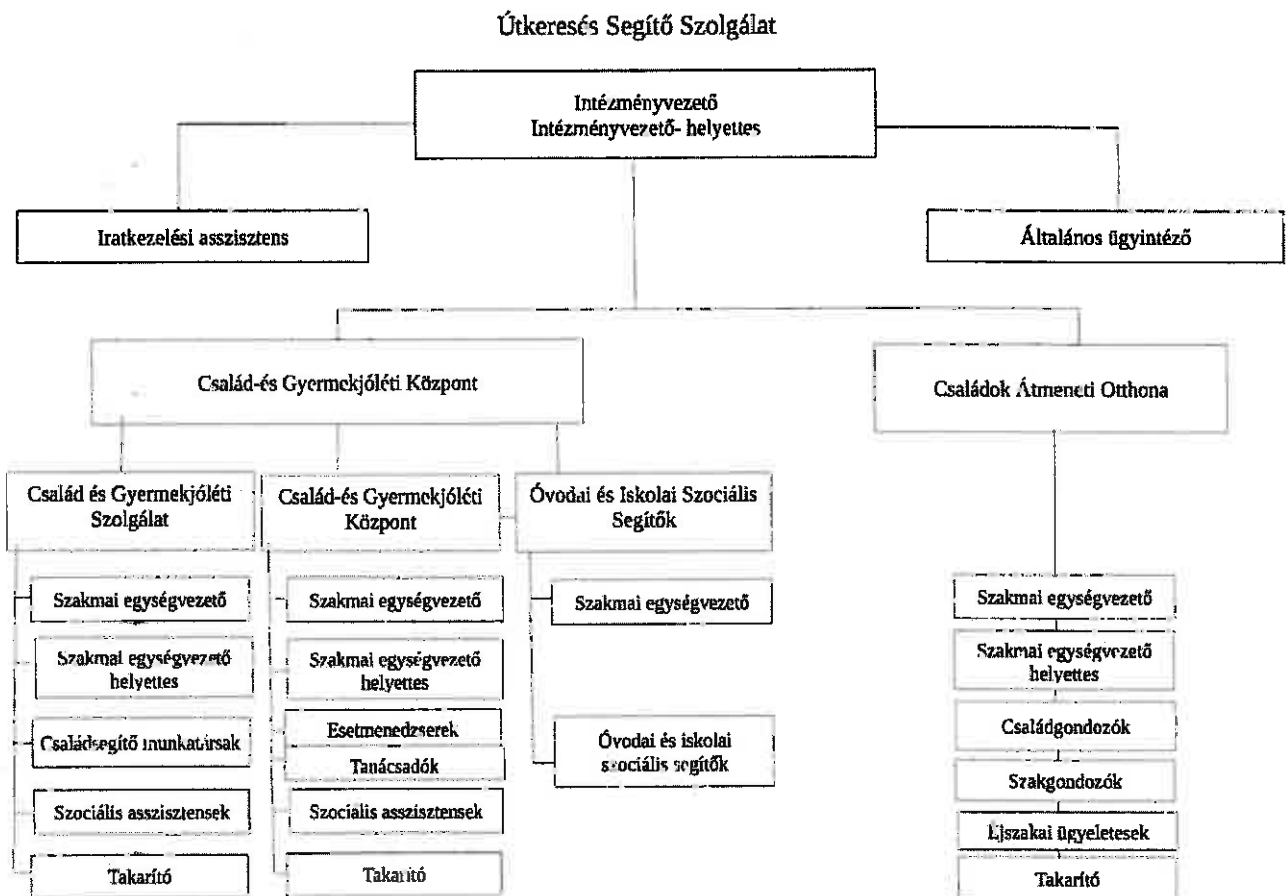 Útkeresés Segítő Szolgálat
Intézményvezető
Intézményvezető- helyettes
Iratkezelési asszisztens
Általános ügyintéző
Család-és Gyermekjóléti Központ
Családok Átmeneti Otthona
Család és Gyermekjóléti
Szolgálat
Család-és Gyermekjóléti
Központ
Óvodai és Iskolai Szociális
Segítők
Szakmai egységvezető
Szakmai egységvezető
helyettes
Családsegítő munkatársak
Szociális asszisztensek
Takarító
Szakmai egységvezető
Szakmai egységvezető
helyettes
Esetmenedzserek
Tanácsadók
Szociális asszisztensek
Takarító
Szakmai egységvezető
Óvodai és iskolai
szociális segítők
Szakmai egységvezető
Szakmai egységvezető
helyettes
Családgondozók
Szakgondozók
Éjszakai ügyeletesek
Takarító